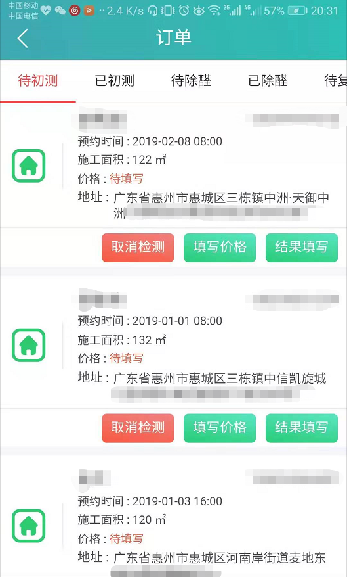 中国移动
中国电信
2.4 K/s
57%
20:31
订单
待初测 已初测 待除醛 已除醛 待复
预约时间 : 2019-02-08 08:00
施工面积 : 122 ㎡
价格 : 待填写
地址 : 广东省惠州市惠城区三栋镇中洲·天御中
洲
取消检测 填写价格 结果填写
预约时间 : 2019-01-01 08:00
施工面积 : 132 ㎡
价格 : 待填写
地址 : 广东省惠州市惠城区三栋镇中信凯旋城
取消检测 填写价格 结果填写
预约时间 : 2019-01-03 16:00
施工面积 : 120 ㎡
价格 : 待填写
地址 : 广东省惠州市惠城区河南岸街道麦地东